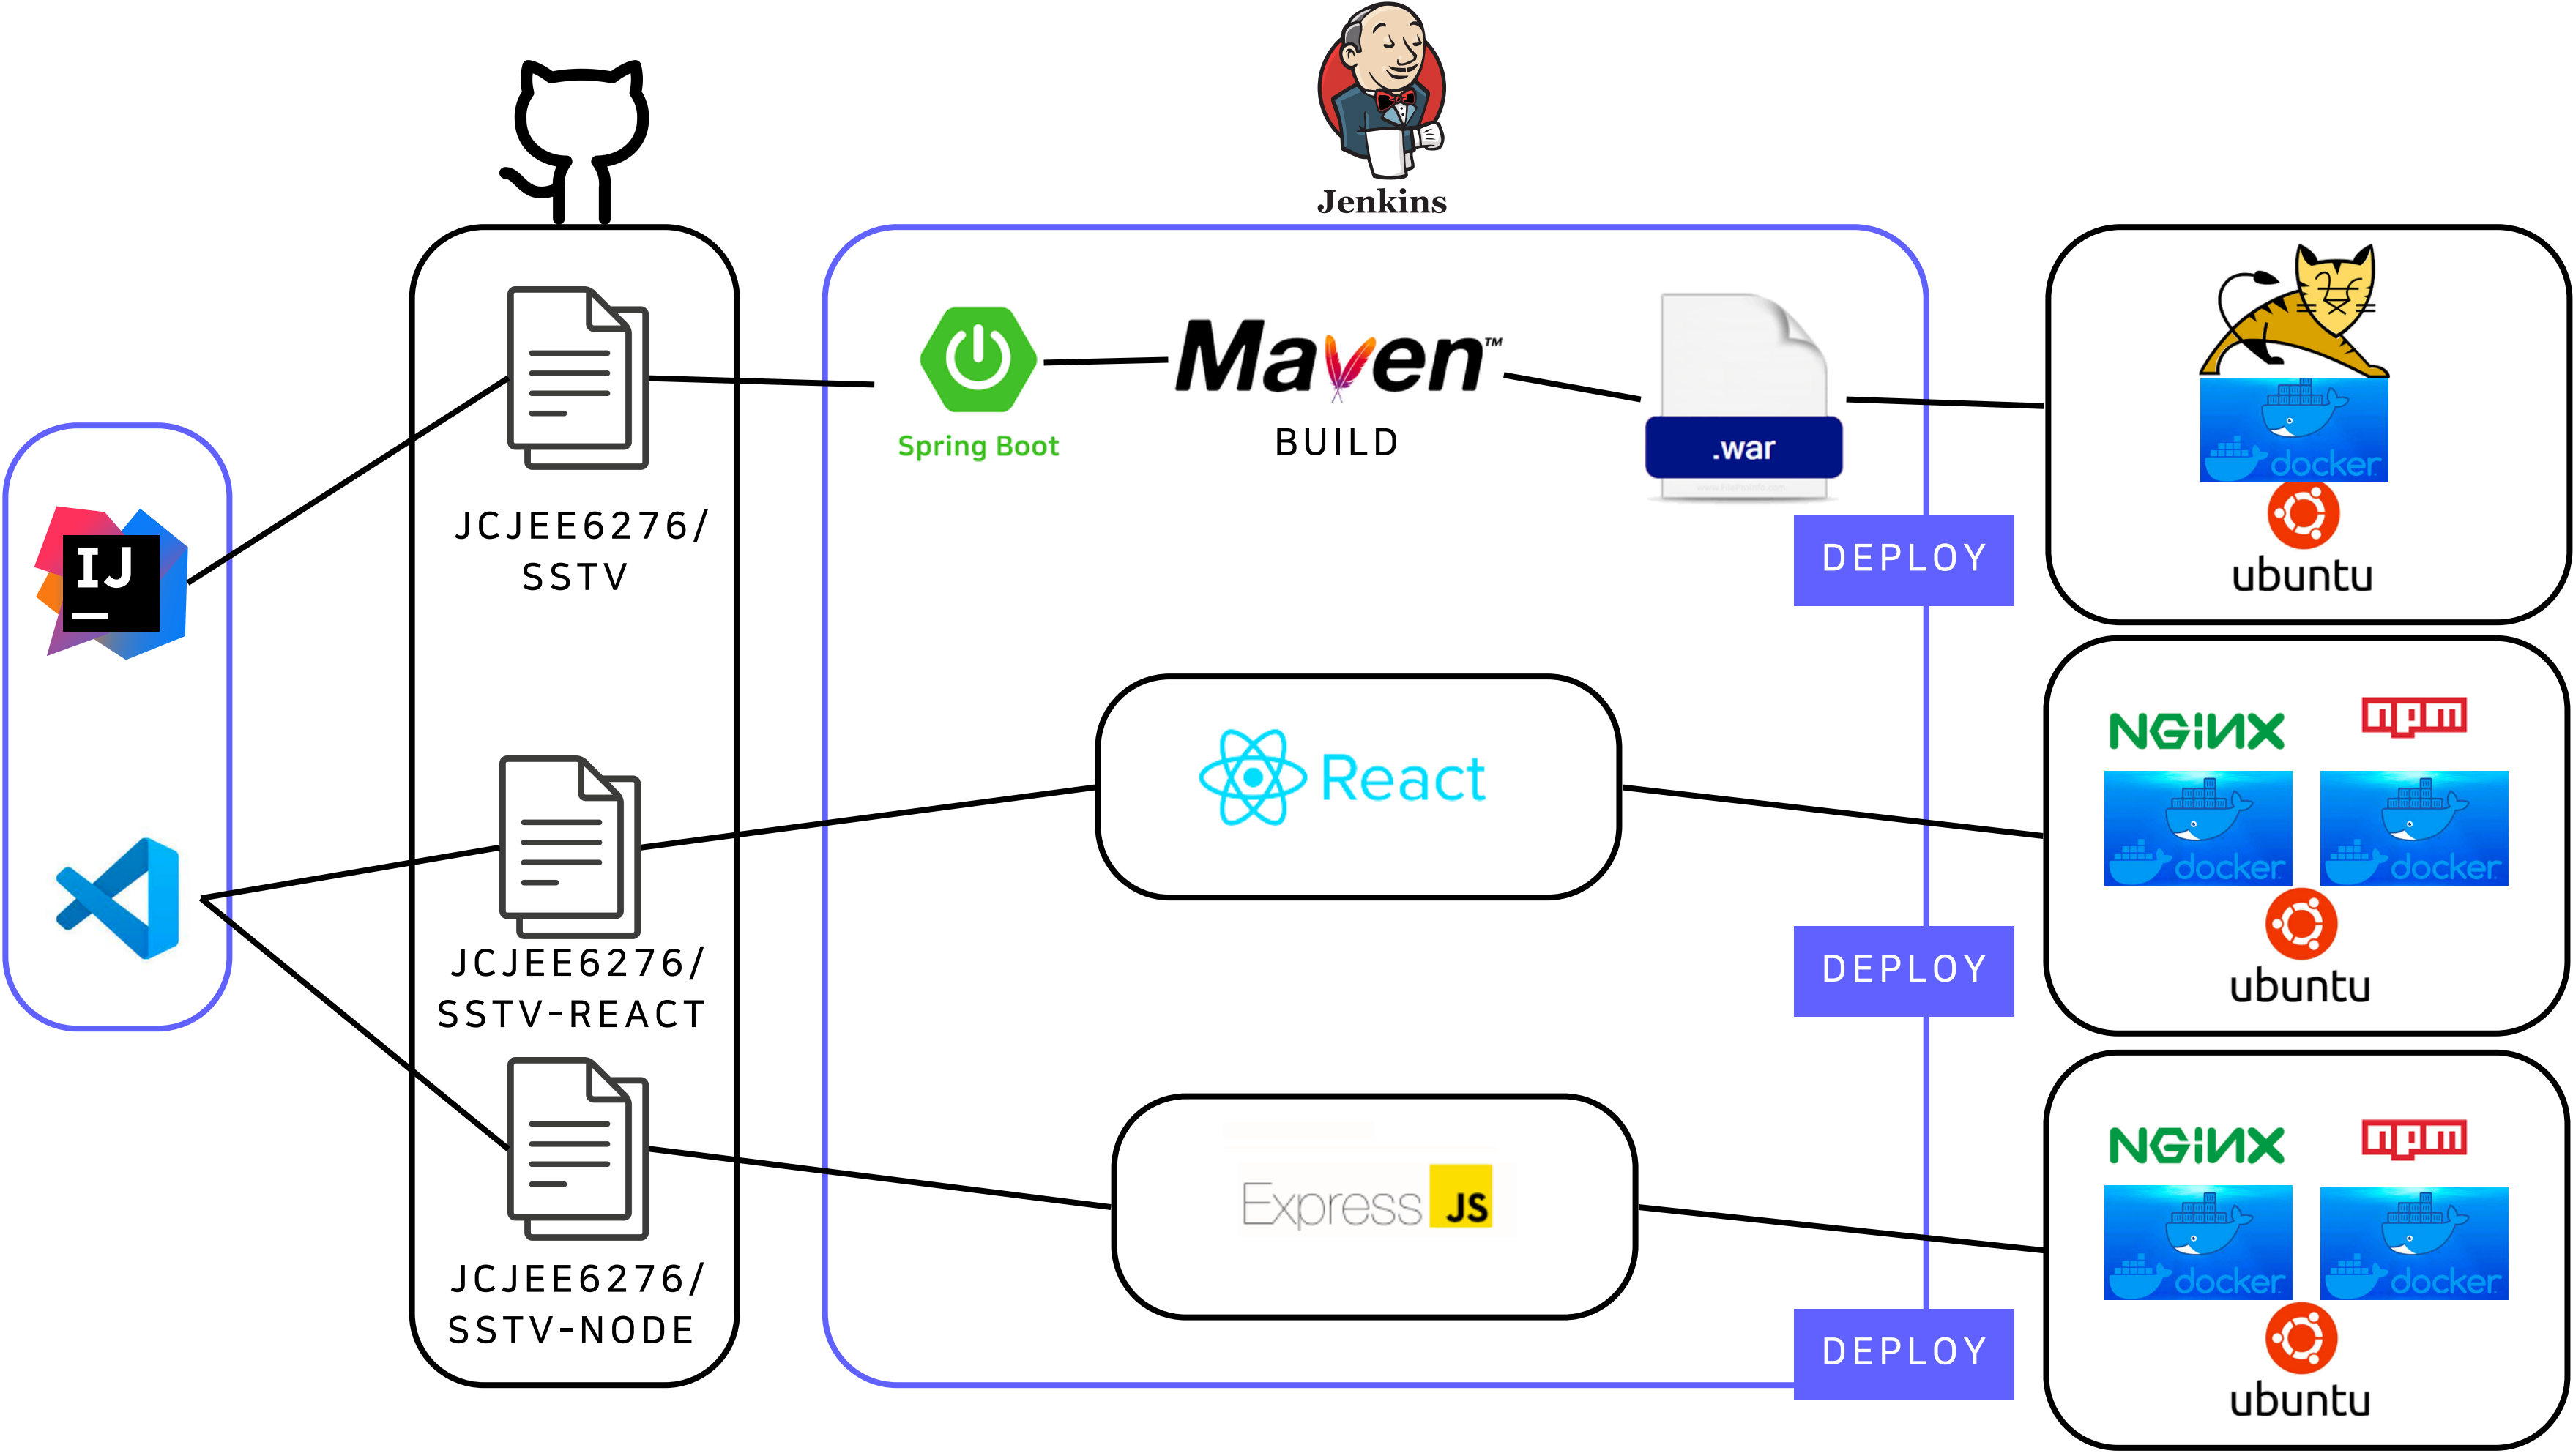 Jenkins
JCJEE6276/
SSTV
Spring Boot
Maven™
BUILD
.war
DEPLOY
docker
ubuntu
IJ
JCJEE6276/
SSTV-REACT
React
DEPLOY
NGINX
npm
docker
docker
ubuntu
JCJEE6276/
SSTV-NODE
Express JS
DEPLOY
NGINX
npm
docker
docker
ubuntu